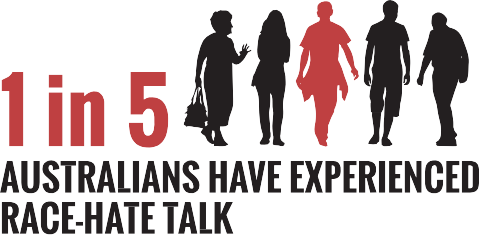 1 in 5
AUSTRALIANS HAVE EXPERIENCED
RACE-HATE TALK